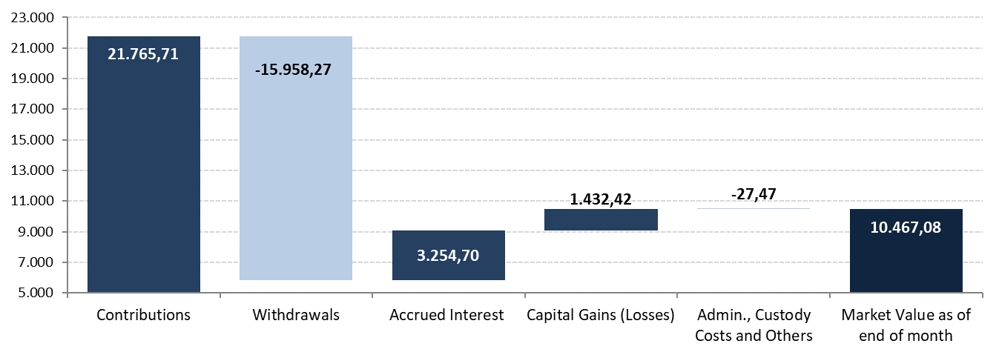 23.000
21.000
19.000
17.000
15.000
13.000
11.000
9.000
7.000
5.000
21.765,71
-15.958,27
3.254,70
1.432,42
-27,47
10.467,08
Contributions
Withdrawals
Accrued Interest
Capital Gains (Losses)
Admin., Custody
Costs and Others
Market Value as of
end of month